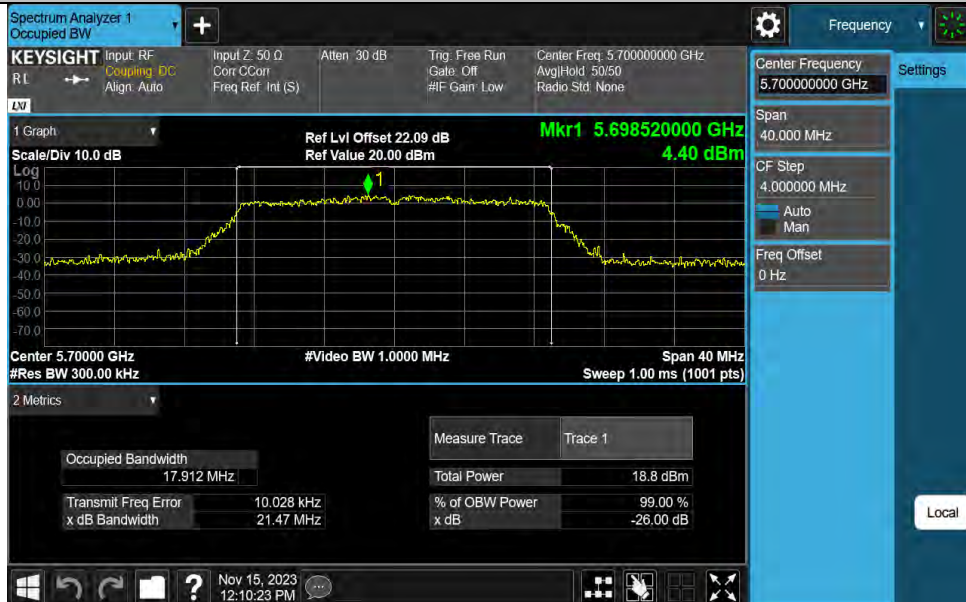 Spectrum Analyzer 1
Occupied BW
+
Frequency
KEYSIGHT
Input: RF
Coupling: DC
Align: Auto
Input Z: 50 Ω
Corr CCorr
Freq Ref: Int (S)
Atten: 30 dB
Trig: Free Run
Gate: Off
#IF Gain: Low
Center Freq: 5.700000000 GHz
Avg|Hold: 50/50
Radio Std: None
LXI
Center Frequency
5.700000000 GHz
Settings
Span
40.000 MHz
CF Step
4.000000 MHz
Auto
Man
Freq Offset
0 Hz
Local
1 Graph
Scale/Div 10.0 dB
Ref Lvl Offset 22.09 dB
Ref Value 20.00 dBm
Mkr1 5.698520000 GHz
4.40 dBm
Log
1
10.0
0.00
-10.0
-20.0
-30.0
-40.0
-50.0
-60.0
-70.0
Center 5.70000 GHz
#Video BW 1.0000 MHz
Span 40 MHz
#Res BW 300.00 kHz
Sweep 1.00 ms (1001 pts)
2 Metrics
Occupied Bandwidth
17.912 MHz
Transmit Freq Error 10.028 kHz
x dB Bandwidth 21.47 MHz
Measure Trace Trace 1
Total Power 18.8 dBm
% of OBW Power 99.00 %
x dB -26.00 dB
?
Nov 15, 2023
12:10:23 PM